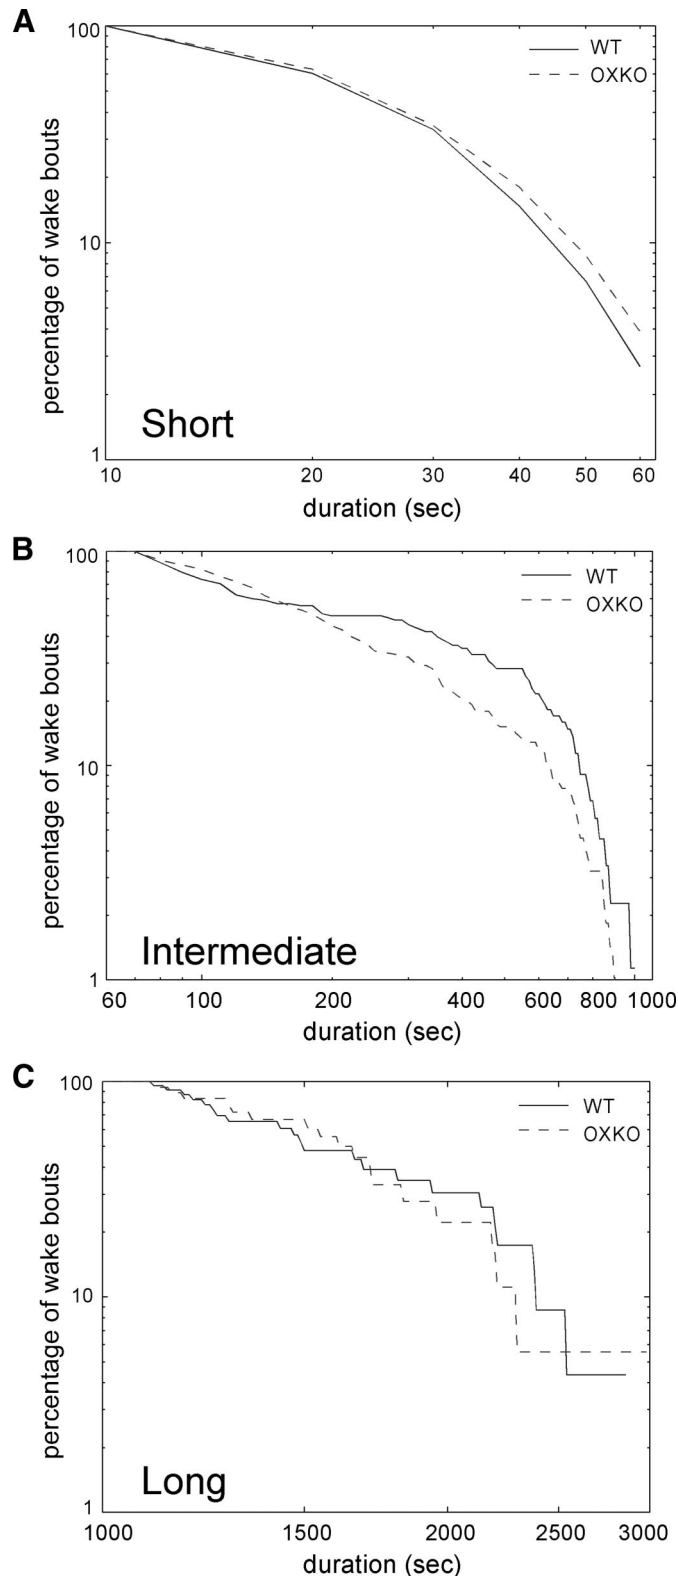 A
100
WT
OXKO
percentage of wake bouts
10
Short
1
10 20 30 40 50 60
duration (sec)
B
100
WT
OXKO
percentage of wake bouts
10
Intermediate
1
60 100 200 400 600 800 1000
duration (sec)
C
100
WT
OXKO
percentage of wake bouts
10
Long
1
1000 1500 2000 2500 3000
duration (sec)